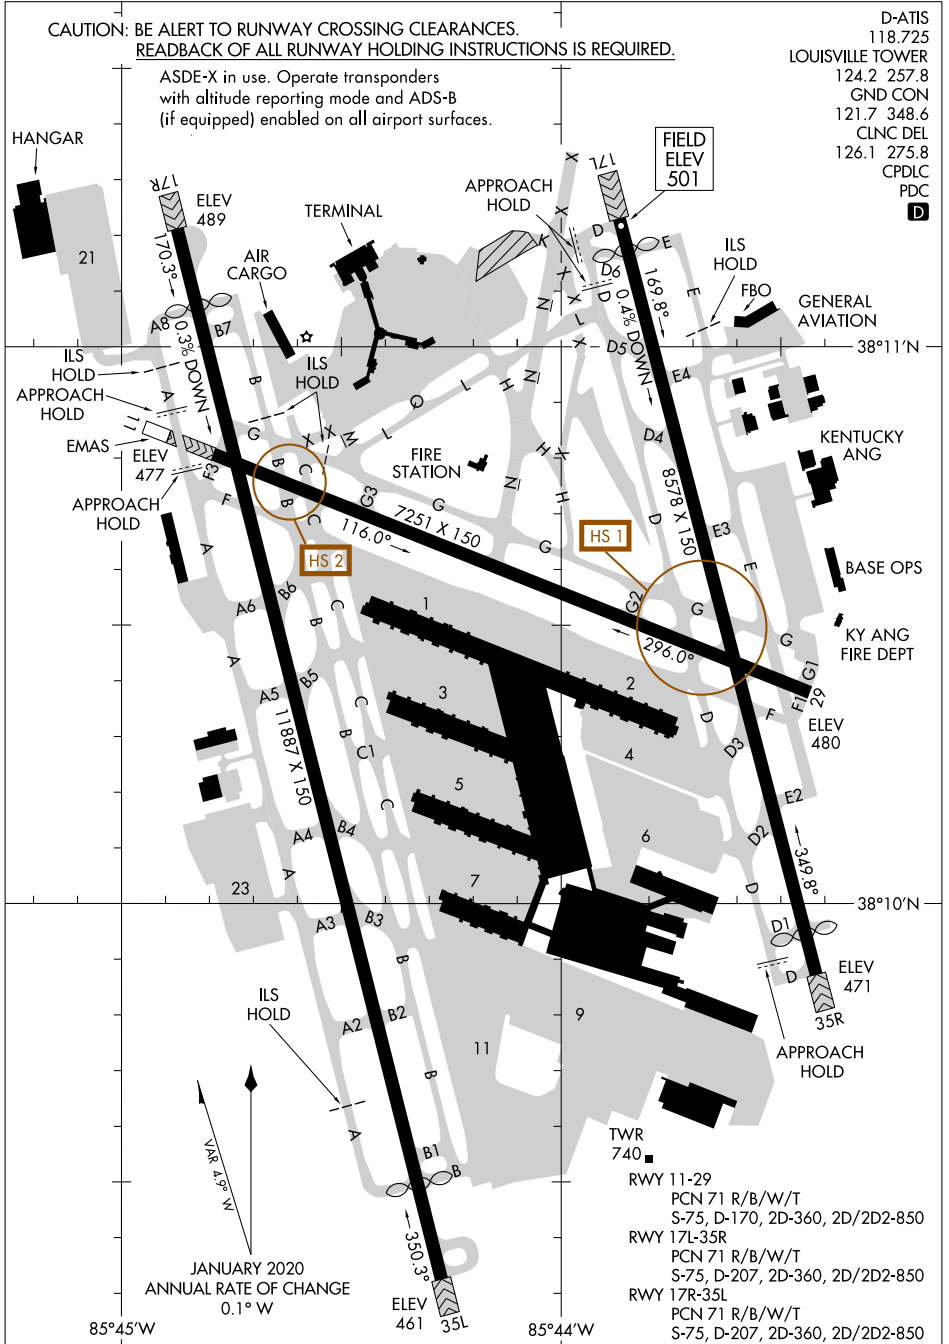 CAUTION: BE ALERT TO RUNWAY CROSSING CLEARANCES.
READBACK OF ALL RUNWAY HOLDING INSTRUCTIONS IS REQUIRED.
ASDE-X in use. Operate transponders
with altitude reporting mode and ADS-B
(if equipped) enabled on all airport surfaces.
D-ATIS
118.725
LOUISVILLE TOWER
124.2 257.8
GND CON
121.7 348.6
CLNC DEL
126.1 275.8
CPDLC
PDC
D
HANGAR
21
17R
ELEV
489
170.3°
0.3% DOWN
AIR
CARGO
TERMINAL
APPROACH
HOLD
17L
FIELD
ELEV
501
ILS
HOLD
FBO
GENERAL
AVIATION
169.8°
0.4% DOWN
X
X
X
X
L
X
K
N
N
N
D
D6
D
D5
E
E
E4
D4
38°11'N
A8
B7
B
ILS
HOLD
APPROACH
HOLD
A
EMAS
11
ELEV
477
APPROACH
HOLD
F3
F
G
B
C
B
C
X
X
M
ILS
HOLD
L
Q
L
H
H
X
H
FIRE
STATION
G3
G
G
7251 X 150
116.0°
HS 2
HS 1
G2
G
296.0°
8578 X 150
D
E3
E
KENTUCKY
ANG
BASE OPS
KY ANG
FIRE DEPT
G
G1
F1
29
F
ELEV
480
A
A6
B6
A
C
B
A5
B5
C
B
C1
C
11887 X 150
1
2
3
4
5
6
7
9
11
23
D
D3
E2
D2
D
349.8°
D1
D
ELEV
471
35R
APPROACH
HOLD
A4
B4
A
A3
B3
B
38°10'N
ILS
HOLD
A2
B2
B
A
B1
B
350.3°
ELEV
461
35L
VAR 4.9° W
JANUARY 2020
ANNUAL RATE OF CHANGE
0.1° W
TWR
740
RWY 11-29
PCN 71 R/B/W/T
S-75, D-170, 2D-360, 2D/2D2-850
RWY 17L-35R
PCN 71 R/B/W/T
S-75, D-207, 2D-360, 2D/2D2-850
RWY 17R-35L
PCN 71 R/B/W/T
S-75, D-207, 2D-360, 2D/2D2-850
85°45'W
85°44'W